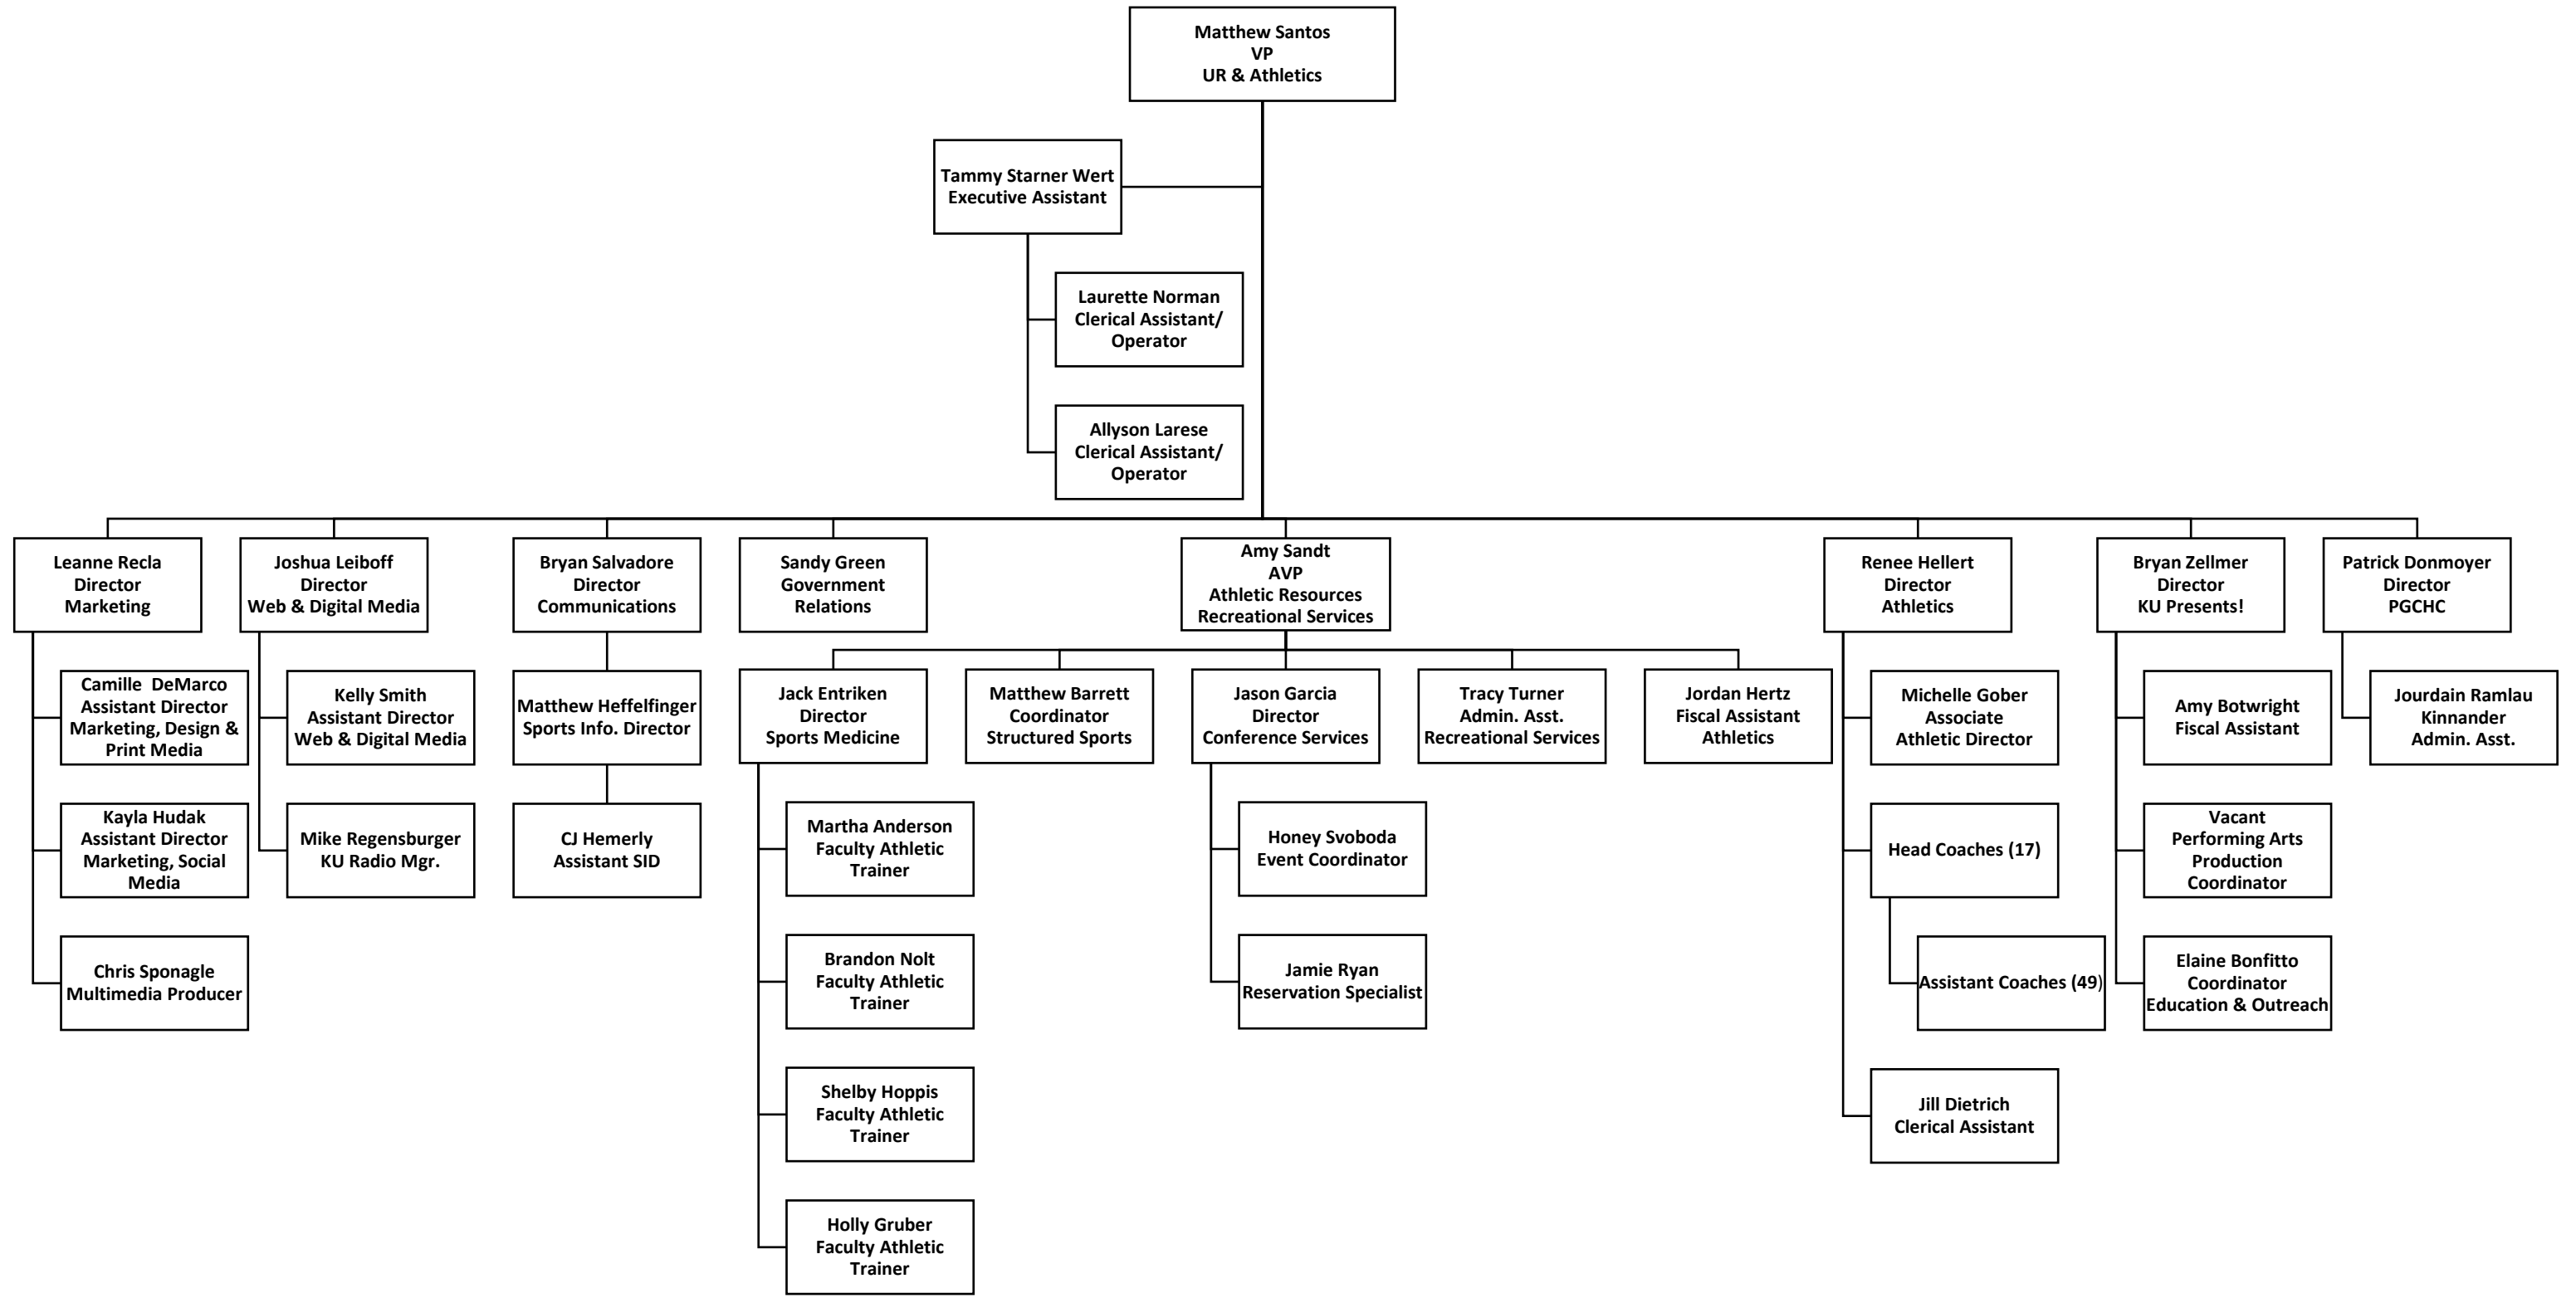 Matthew Santos
VP
UR & Athletics
Tammy Starner Wert
Executive Assistant
Laurette Norman
Clerical Assistant/
Operator
Allyson Larese
Clerical Assistant/
Operator
Leanne Recla
Director
Marketing
Joshua Leiboff
Director
Web & Digital Media
Bryan Salvadore
Director
Communications
Sandy Green
Government
Relations
Amy Sandt
AVP
Athletic Resources
Recreational Services
Renee Hellert
Director
Athletics
Bryan Zellmer
Director
KU Presents!
Patrick Donmoyer
Director
PGCHC
Camille  DeMarco
Assistant Director
Marketing, Design &
Print Media
Kelly Smith
Assistant Director
Web & Digital Media
Matthew Heffelfinger
Sports Info. Director
Jack Entriken
Director
Sports Medicine
Matthew Barrett
Coordinator
Structured Sports
Jason Garcia
Director
Conference Services
Tracy Turner
Admin. Asst.
Recreational Services
Jordan Hertz
Fiscal Assistant
Athletics
Michelle Gober
Associate
Athletic Director
Amy Botwright
Fiscal Assistant
Jourdain Ramlau
Kinnander
Admin. Asst.
Kayla Hudak
Assistant Director
Marketing, Social
Media
Mike Regensburger
KU Radio Mgr.
CJ Hemerly
Assistant SID
Martha Anderson
Faculty Athletic
Trainer
Honey Svoboda
Event Coordinator
Head Coaches (17)
Vacant
Performing Arts
Production
Coordinator
Chris Sponagle
Multimedia Producer
Brandon Nolt
Faculty Athletic
Trainer
Jamie Ryan
Reservation Specialist
Assistant Coaches (49)
Elaine Bonfitto
Coordinator
Education & Outreach
Shelby Hoppis
Faculty Athletic
Trainer
Jill Dietrich
Clerical Assistant
Holly Gruber
Faculty Athletic
Trainer